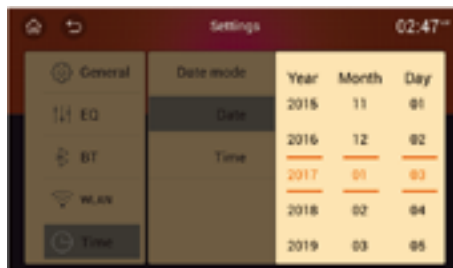 Settings
02:47
General
EQ
BT
WLAN
Time
Date mode
Date
Time
Year Month Day
2015 11 01
2016 12 02
2017 01 03
2018 02 04
2019 03 05